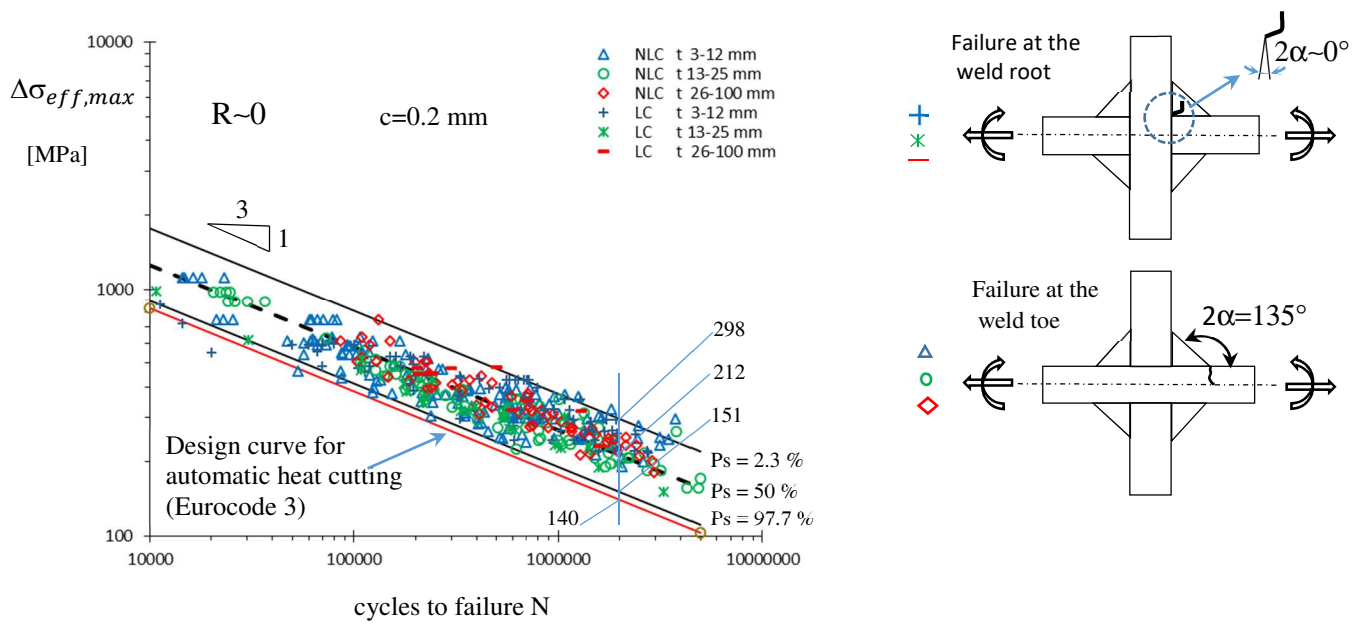 10000
Δσeff,max
[MPa]
R~0
c=0.2 mm
NLC t 3-12 mm
NLC t 13-25 mm
NLC t 26-100 mm
LC t 3-12 mm
LC t 13-25 mm
LC t 26-100 mm
3
1
1000
298
212
151
Design curve for
automatic heat cutting
(Eurocode 3)
Ps = 2.3 %
Ps = 50 %
Ps = 97.7 %
140
100
10000
100000
1000000
10000000
cycles to failure N
Failure at the
weld root
2α~0°
Failure at the
weld toe
2α=135°